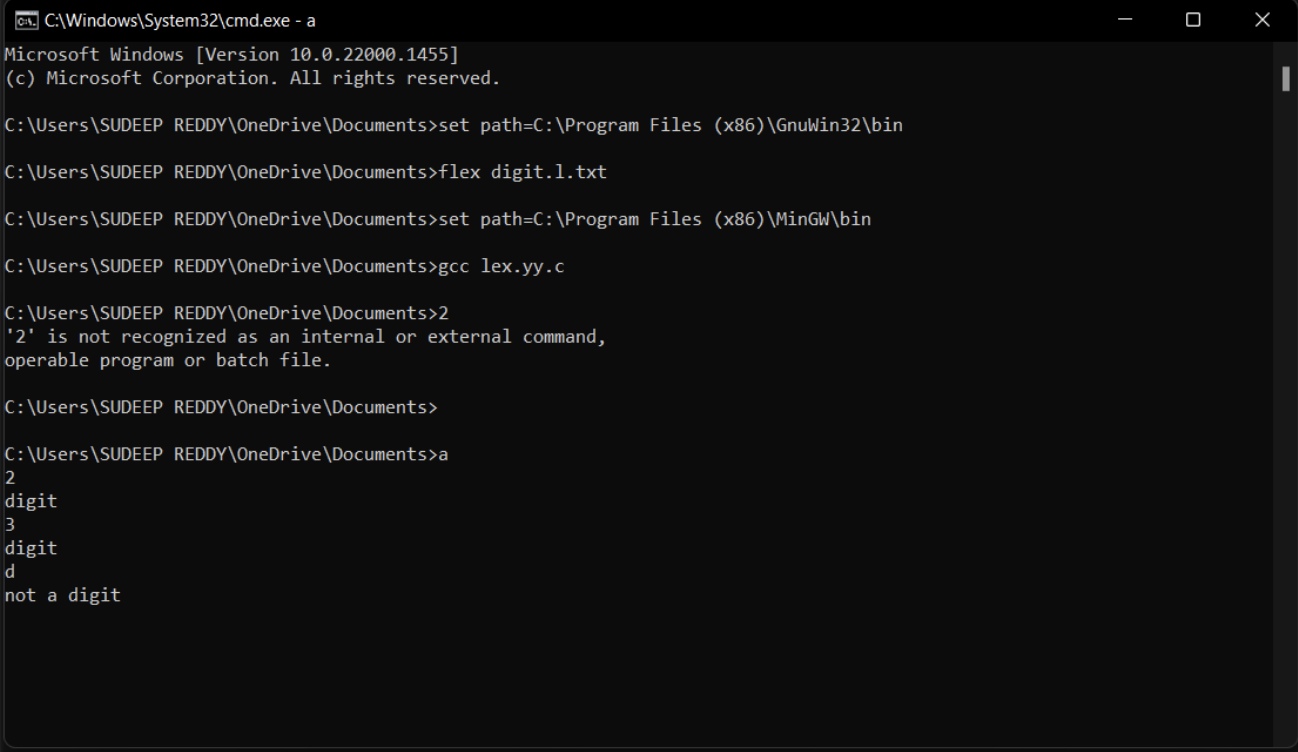 C:\Windows\System32\cmd.exe - a
Microsoft Windows [Version 10.0.22000.1455]
(c) Microsoft Corporation. All rights reserved.
C:\Users\SUDEEP REDDY\OneDrive\Documents>set path=C:\Program Files (x86)\GnuWin32\bin
C:\Users\SUDEEP REDDY\OneDrive\Documents>flex digit.l.txt
C:\Users\SUDEEP REDDY\OneDrive\Documents>set path=C:\Program Files (x86)\MinGW\bin
C:\Users\SUDEEP REDDY\OneDrive\Documents>gcc lex.yy.c
C:\Users\SUDEEP REDDY\OneDrive\Documents>2
'2' is not recognized as an internal or external command,
operable program or batch file.
C:\Users\SUDEEP REDDY\OneDrive\Documents>
C:\Users\SUDEEP REDDY\OneDrive\Documents>a
2
digit
3
digit
d
not a digit